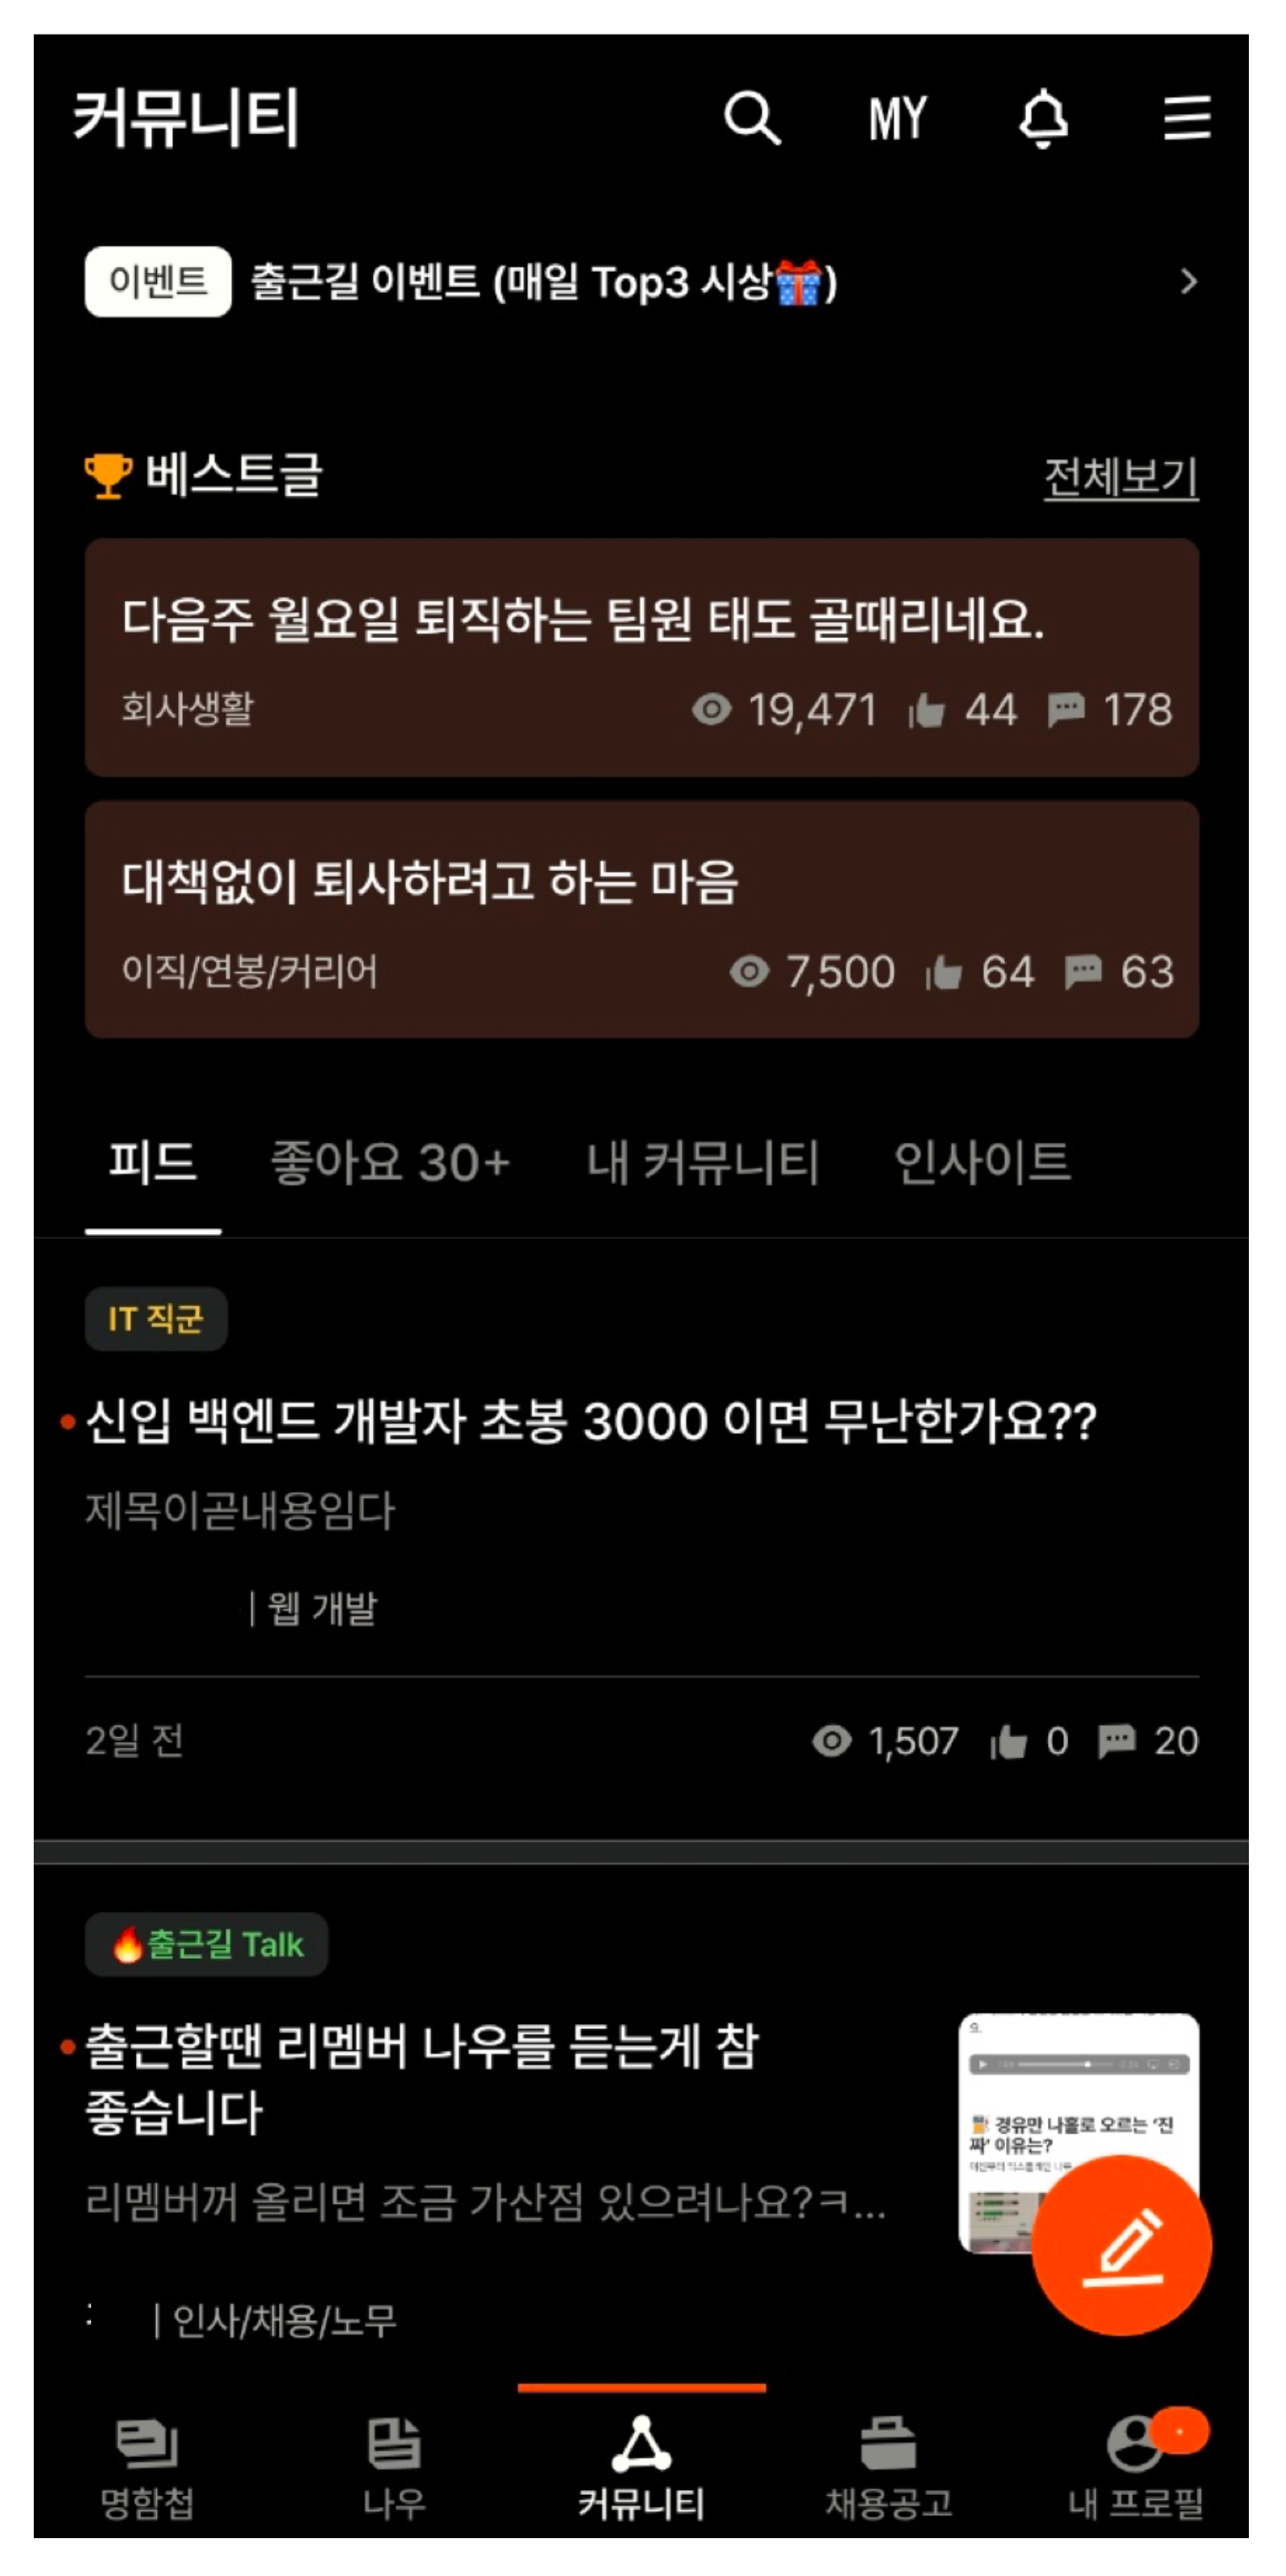 커뮤니티 MY
이벤트 출근길 이벤트 (매일 Top3 시상🎁)
🏆 베스트글 전체보기
다음주 월요일 퇴직하는 팀원 태도 골때리네요.
회사생활 19,471 44 178
대책없이 퇴사하려고 하는 마음
이직/연봉/커리어 7,500 64 63
피드 좋아요 30+ 내 커뮤니티 인사이트
IT 직군
신입 백엔드 개발자 초봉 3000 이면 무난한가요??
제목이곧내용임다
| 웹 개발
2일 전 1,507 0 20
🔥출근길 Talk
출근할땐 리멤버 나우를 듣는게 참
좋습니다
리멤버꺼 올리면 조금 가산점 있으려나요?ㅋ...
요.
경유만 나홀로 오르는 ‘진
짜’ 이유는?
| 인사/채용/노무
명함첩 나우 커뮤니티 채용공고 내 프로필